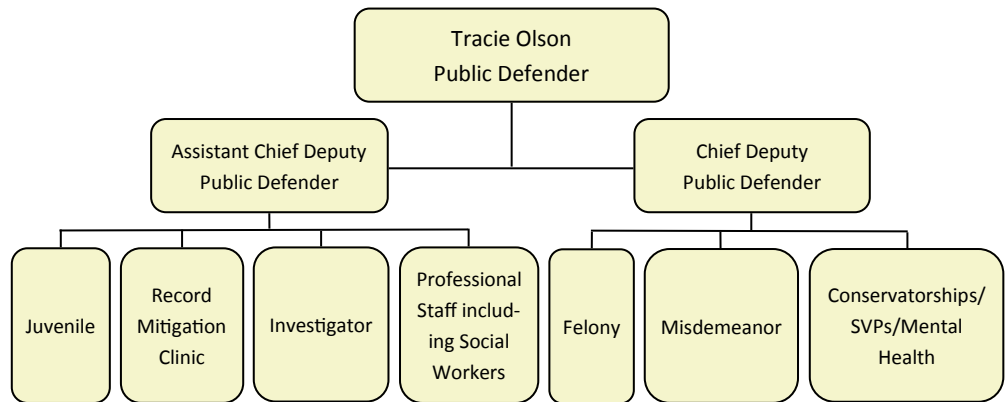 Tracie Olson
Public Defender
Assistant Chief Deputy
Public Defender
Chief Deputy
Public Defender
Juvenile
Record
Mitigation
Clinic
Investigator
Professional
Staff includ-
ing Social
Workers
Felony
Misdemeanor
Conservatorships/
SVPs/Mental
Health